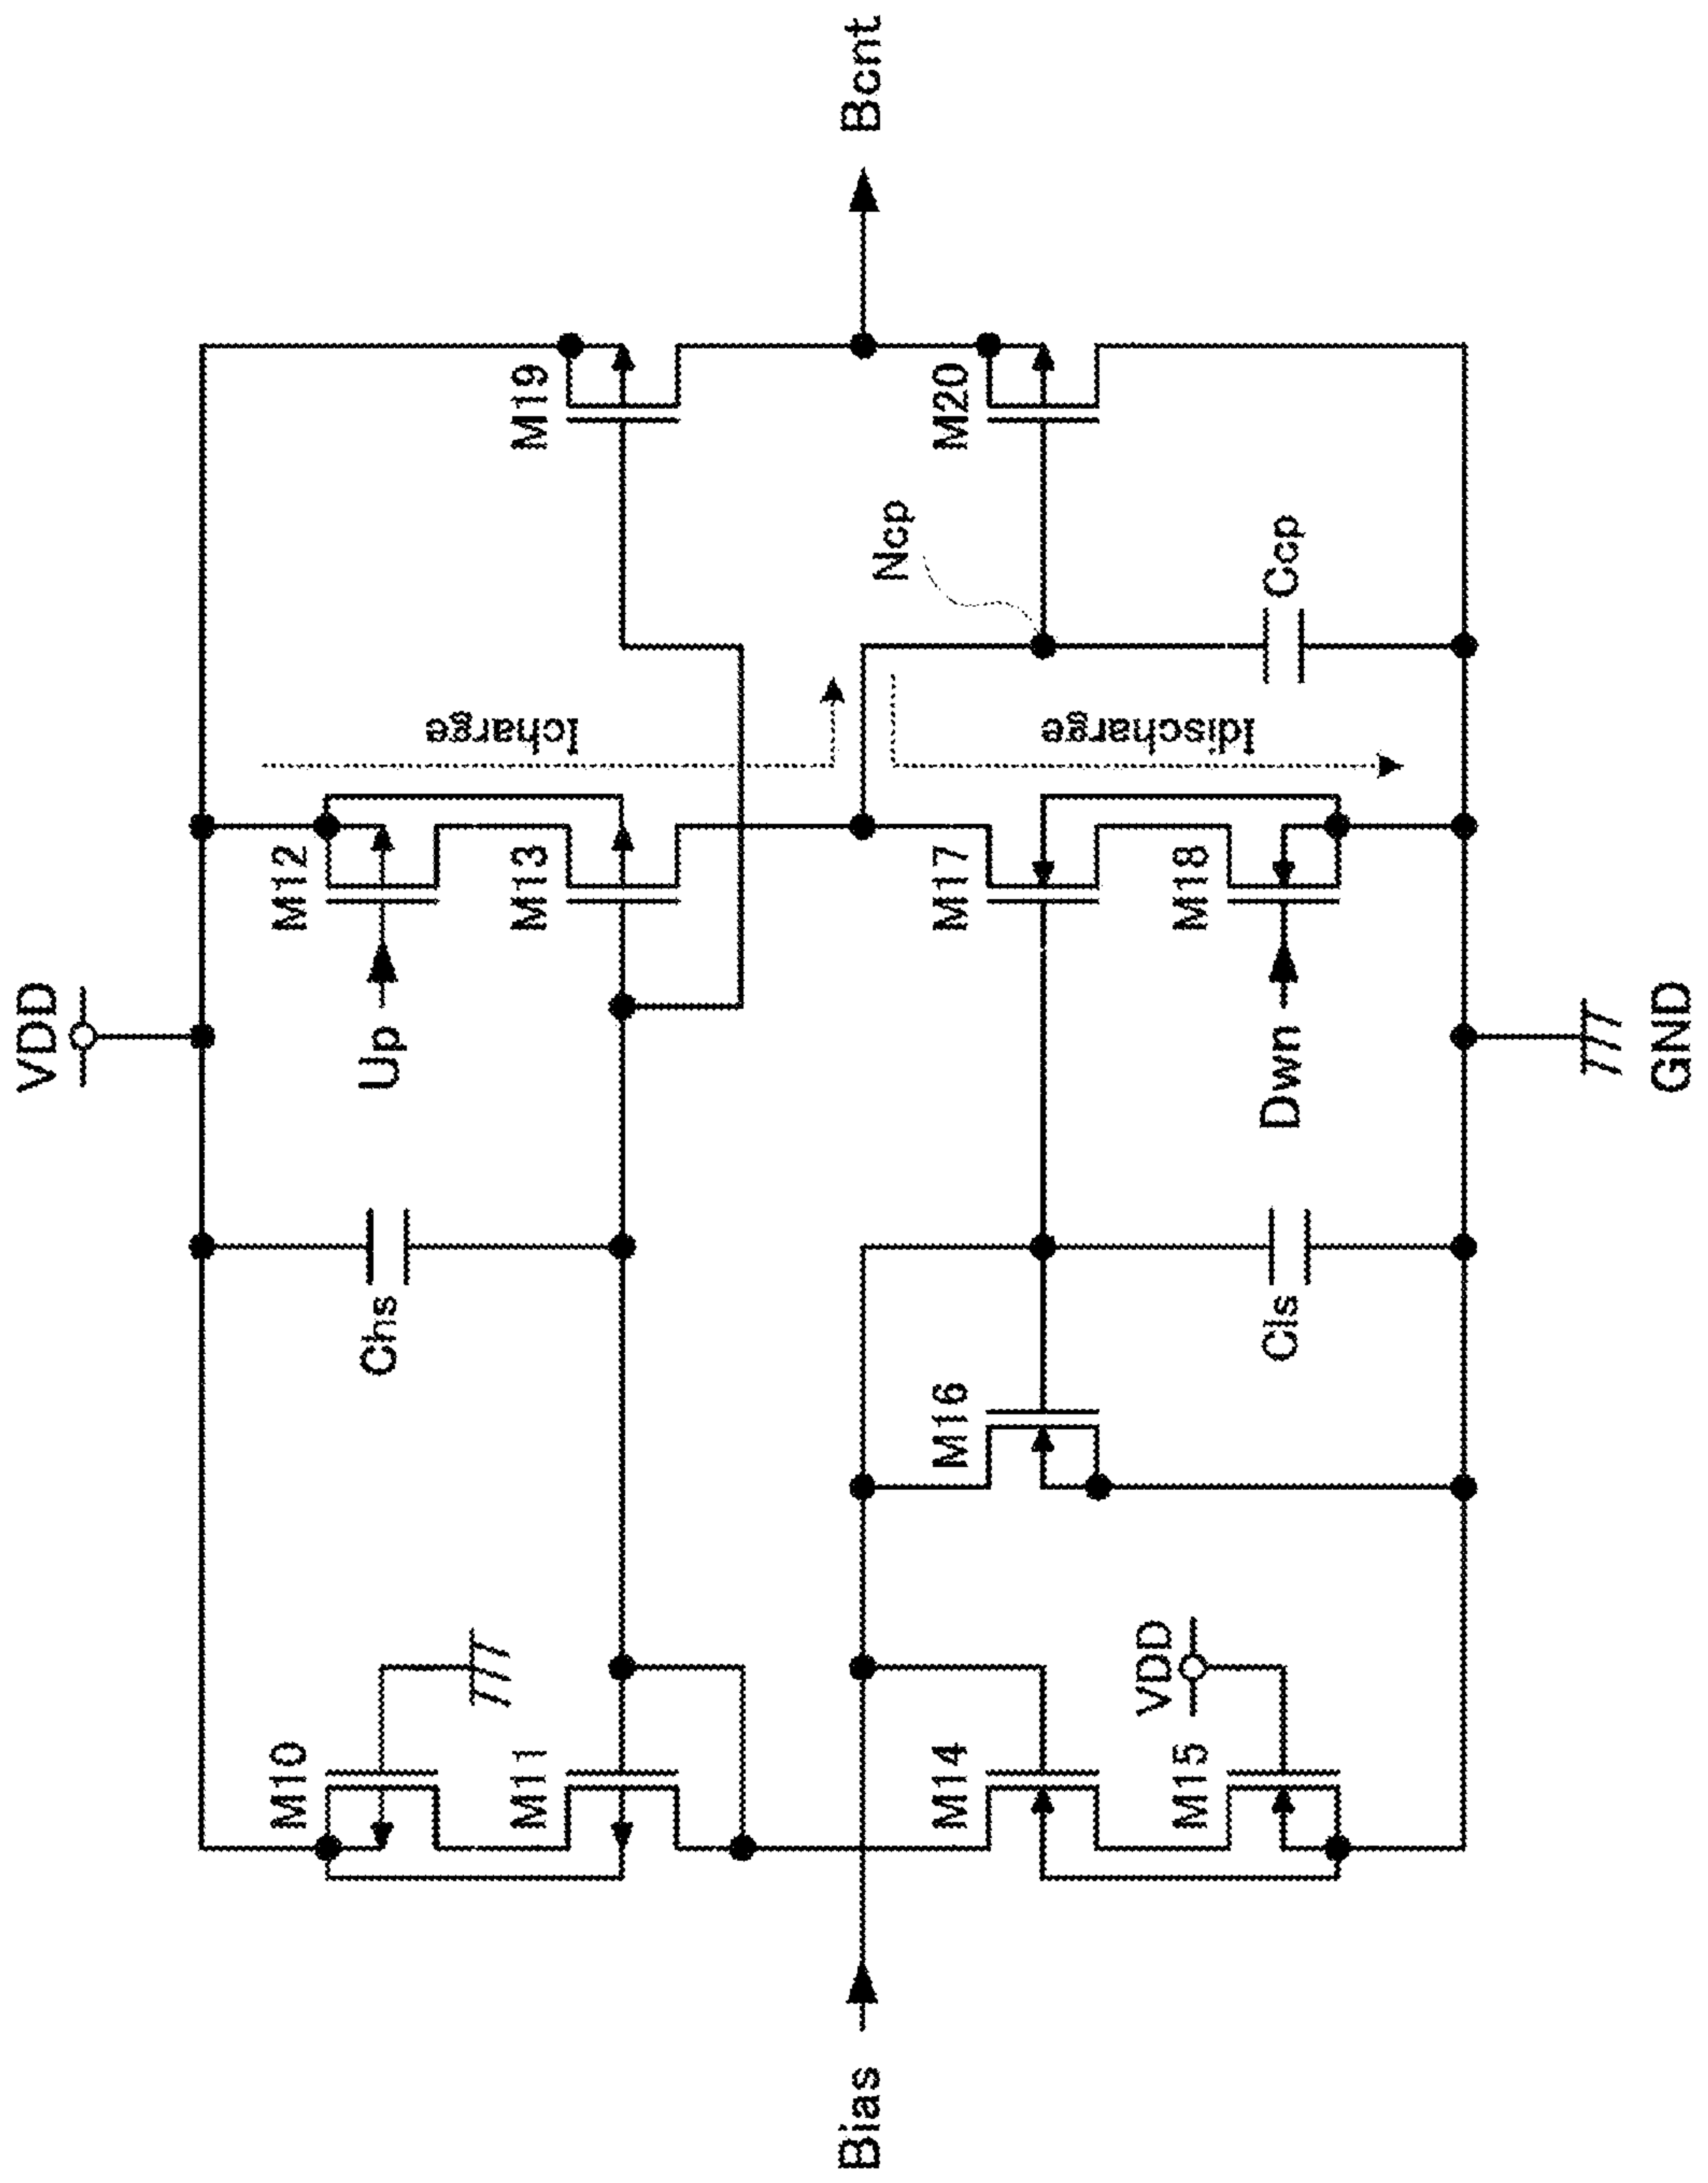 VDD
M10
Chs
Up
M12
Icharge
M19
M11
M13
Ncp
Bias
Bcnt
M14
M16
M17
M20
VDD
M15
Cls
Dwn
M18
Idischarge
Ccp
GND